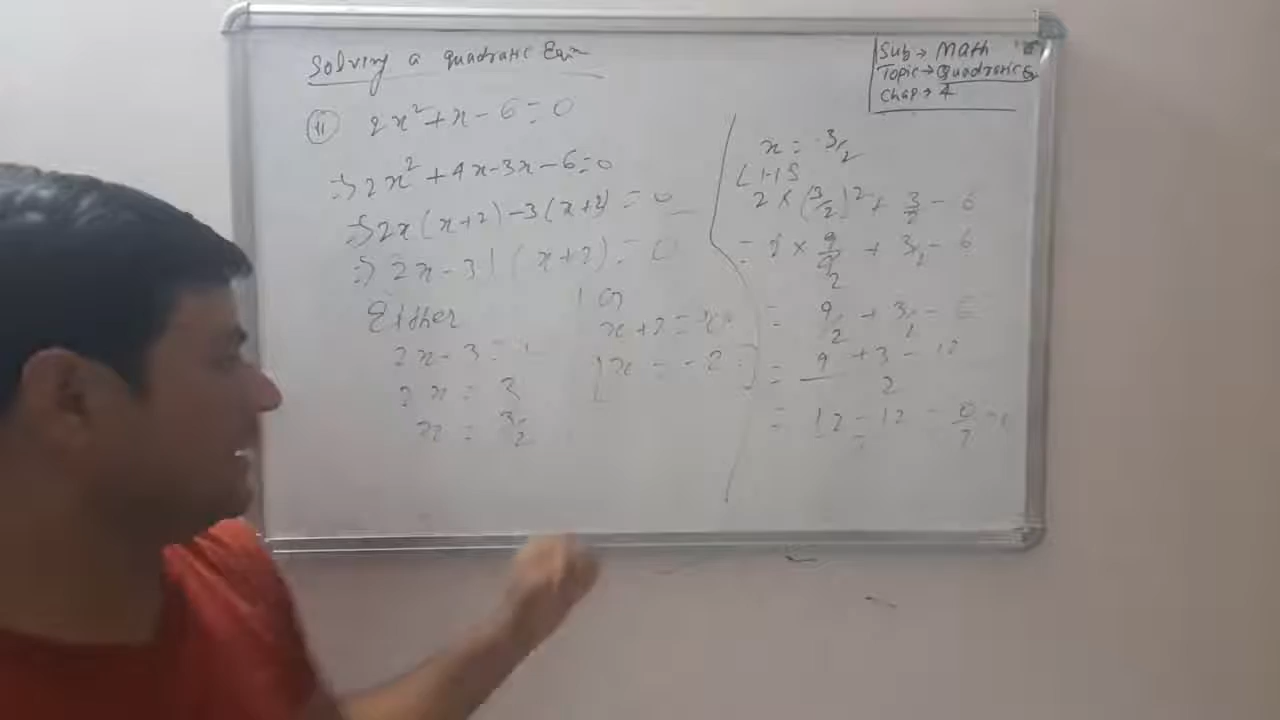 Solving a quadratic Eqn
Sub → Math
Topic → Quadratic Eq
Chap → 4
(ii) 2x² + x - 6 = 0
⇒ 2x² + 4x - 3x - 6 = 0
⇒ 2x(x+2) - 3(x+2) = 0
⇒ 2x - 3) (x+2) = 0
Either
2x - 3 =
2x = 3
x = 3/2
or
x + 2 =
x = -2
x = 3/2
LHS
2 × (3/2)² + 3/2 - 6
= 2 × 9/4 + 3/2 - 6
2
= 9/2 + 3/2 - 6
= 9 + 3 - 12
2
= 12 - 12 = 0/2 =